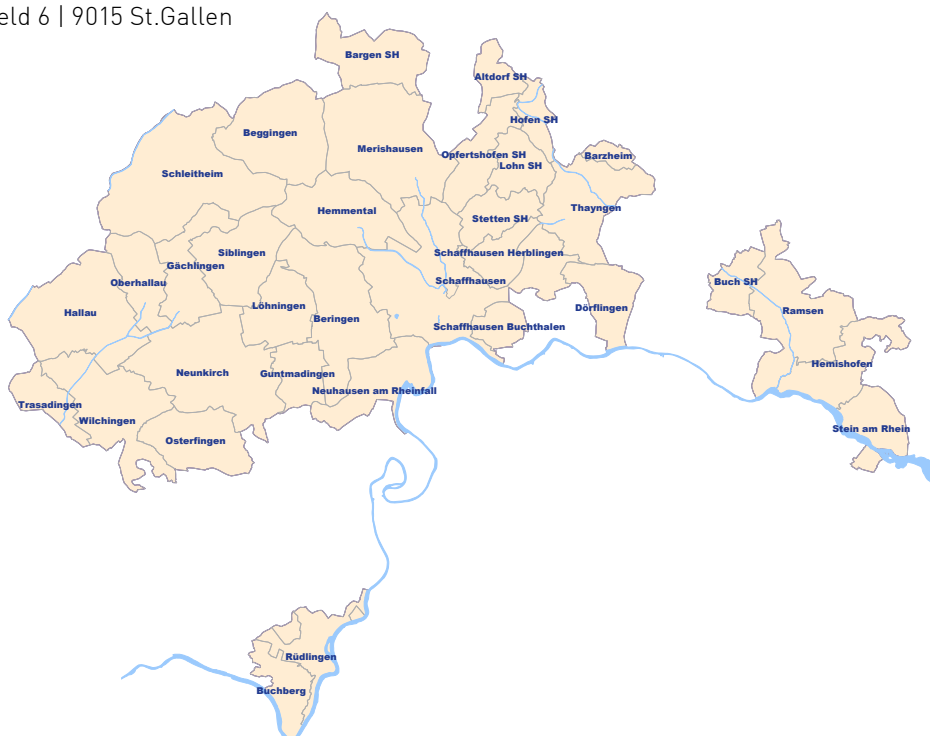 eld 6 | 9015 St.Gallen
Bargen SH
Altdorf SH
Hofen SH
Beggingen
Merishausen
Opfertshofen SH
Barzheim
Lohn SH
Schleitheim
Thayngen
Hemmental
Stetten SH
Siblingen
Schaffhausen Herblingen
Gächlingen
Oberhallau
Schaffhausen
Buch SH
Hallau
Löhningen
Dörflingen
Ramsen
Beringen
Schaffhausen Buchthalen
Hemishofen
Neunkirch
Guntmadingen
Neuhausen am Rheinfall
Trasadingen
Wilchingen
Stein am Rhein
Osterfingen
Rüdlingen
Buchberg